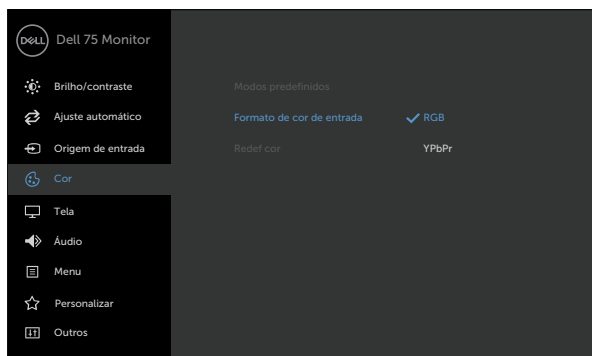 DELL Dell 75 Monitor
Brilho/contraste
Modos predefinidos
Ajuste automático
Formato de cor de entrada
RGB
Origem de entrada
Redef cor
YPbPr
Cor
Tela
Áudio
Menu
Personalizar
Outros